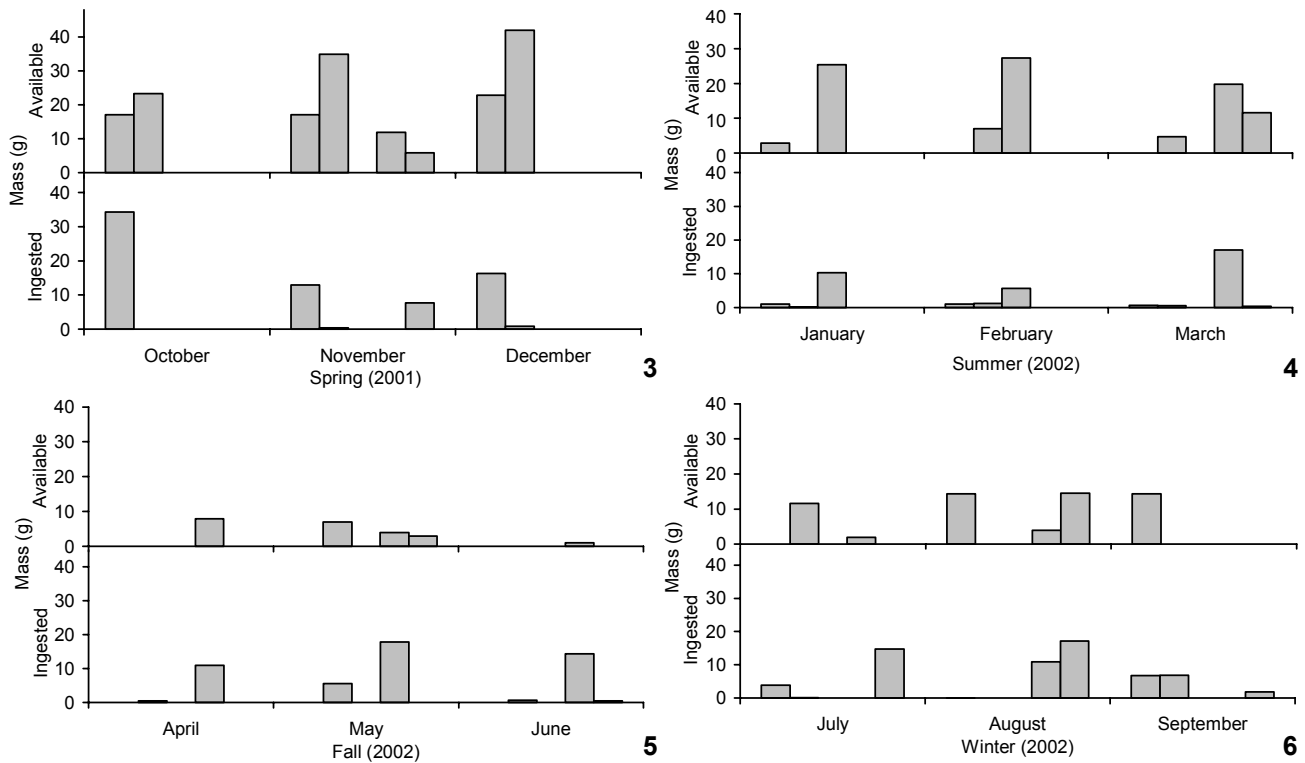 Mass (g)
Available
40
30
20
10
0
Ingested
40
30
20
10
0
October November December
Spring (2001)
3
Mass (g)
Available
40
30
20
10
0
Ingested
40
30
20
10
0
January February March
Summer (2002)
4
Mass (g)
Available
40
30
20
10
0
Ingested
40
30
20
10
0
April May June
Fall (2002)
5
Mass (g)
Available
40
30
20
10
0
Ingested
40
30
20
10
0
July August September
Winter (2002)
6